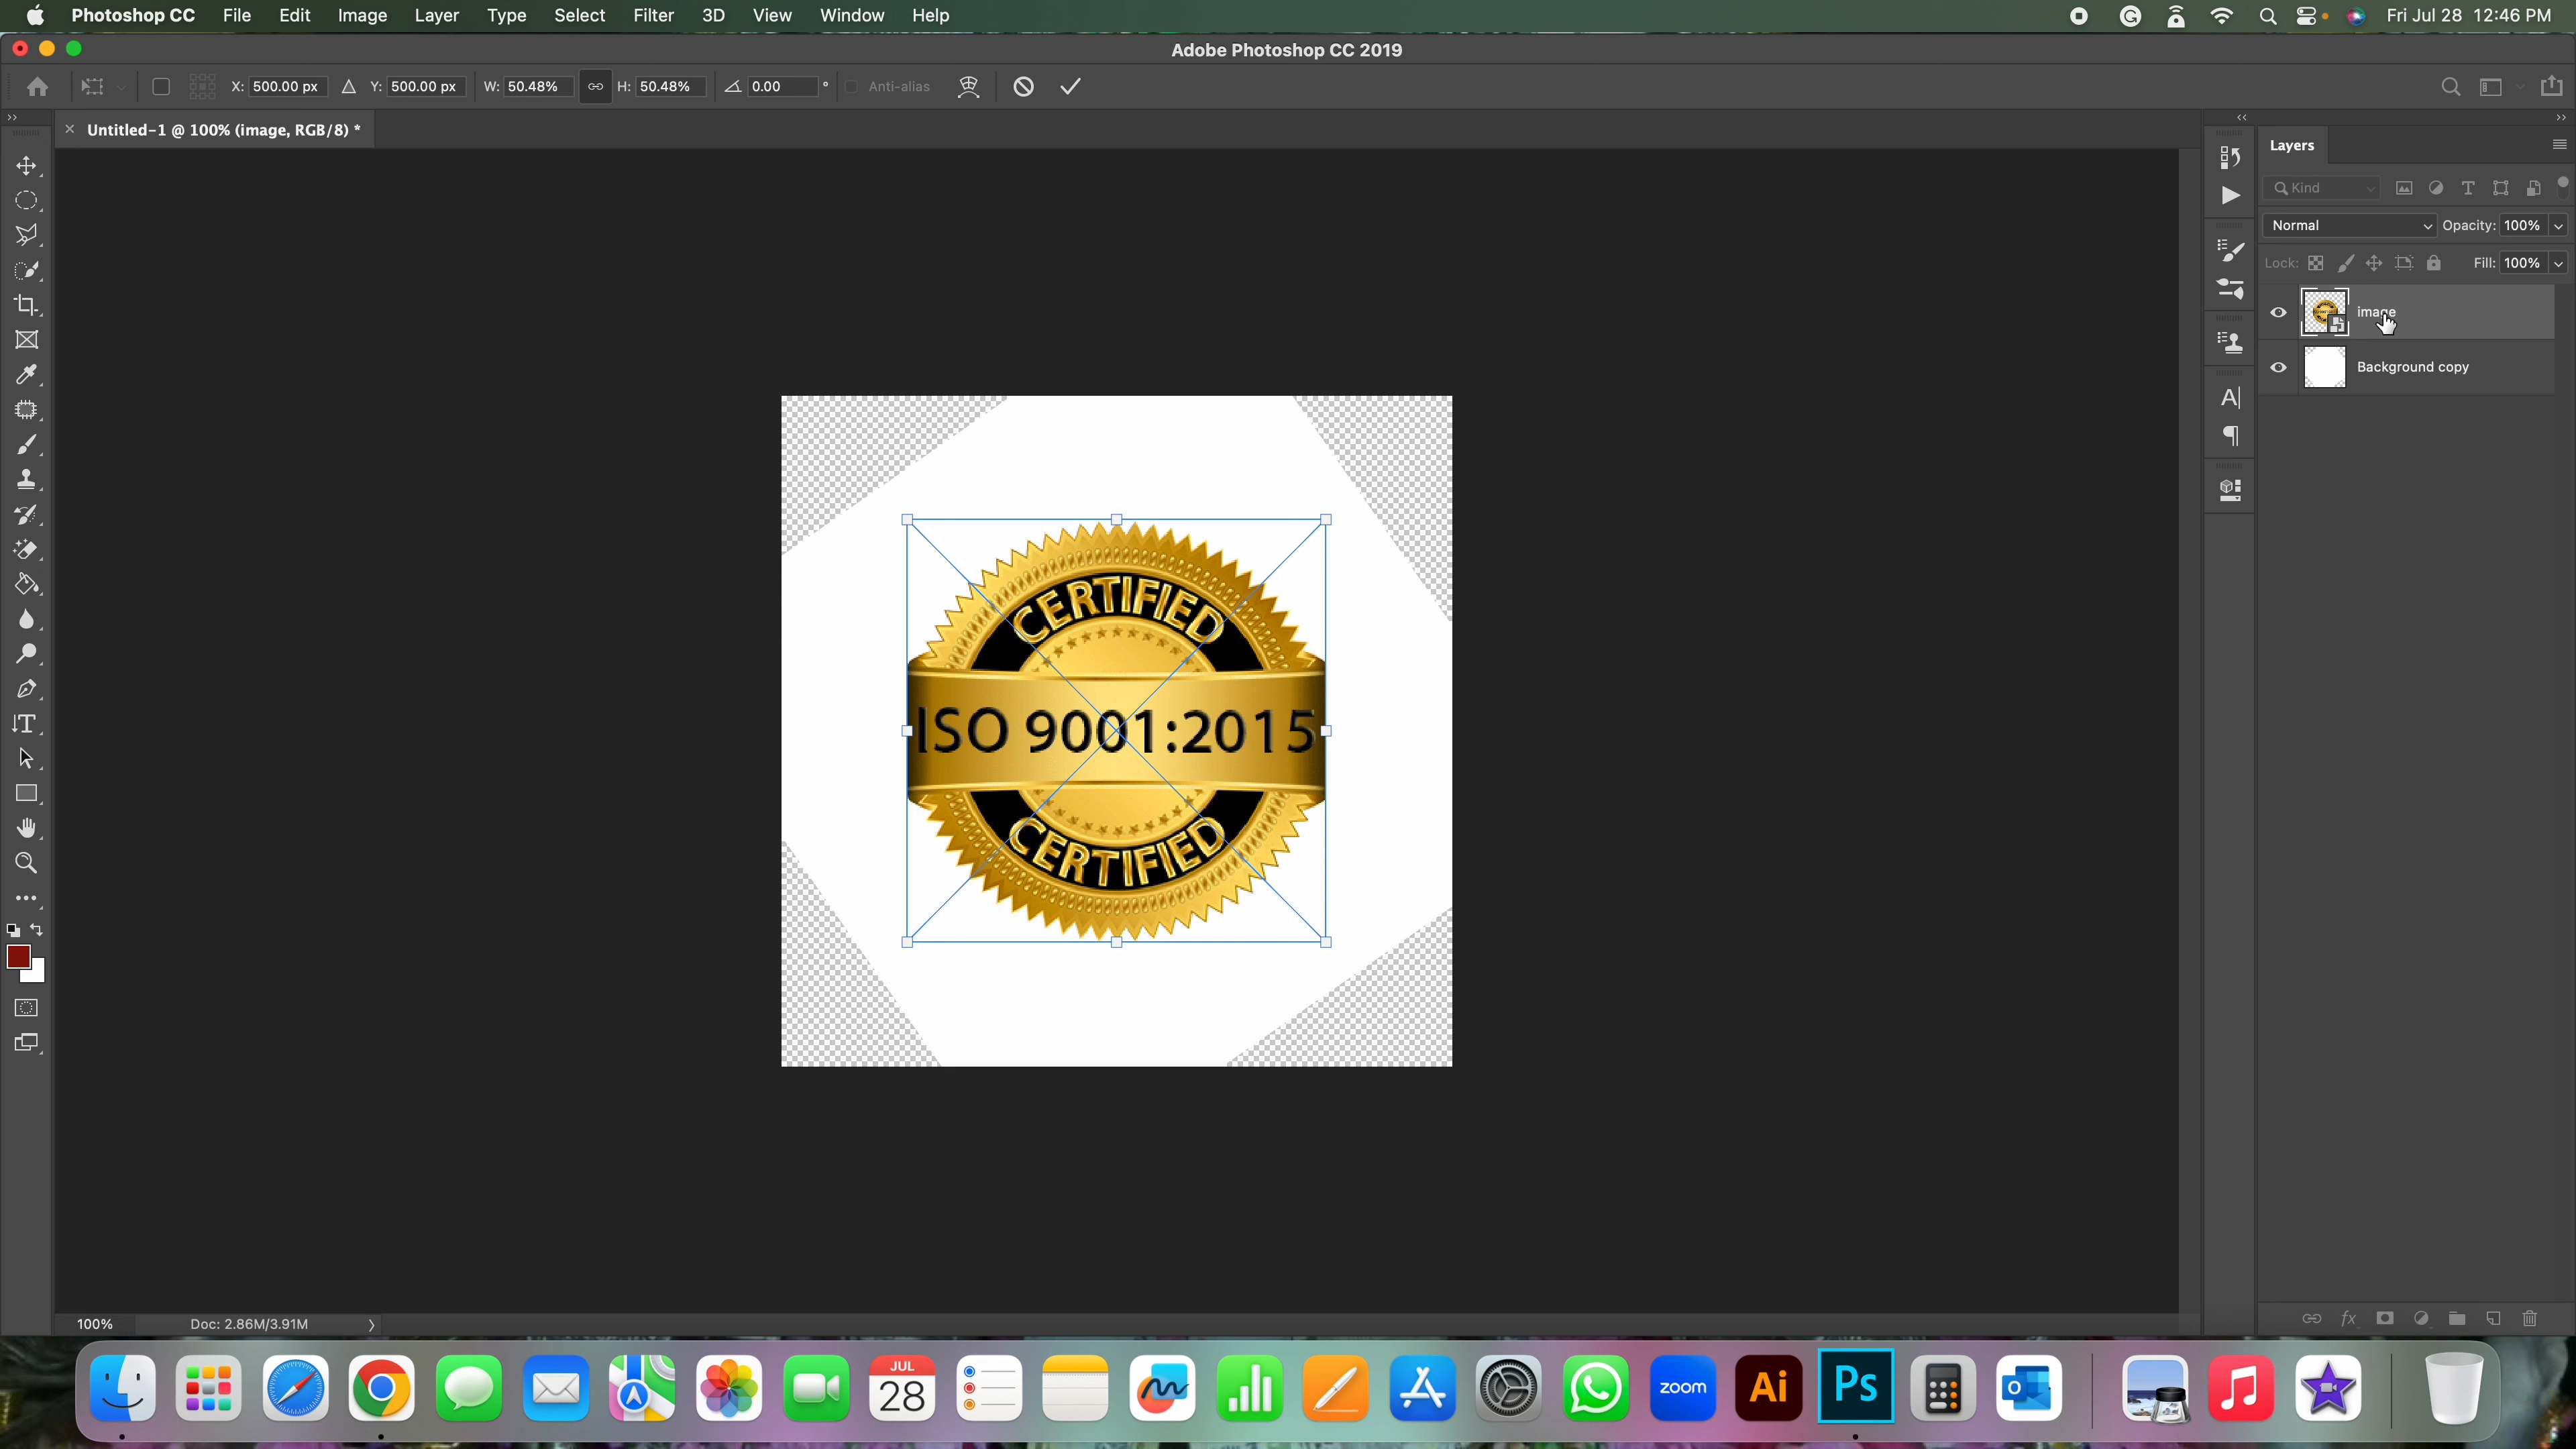 Photoshop CC File Edit Image Layer Type Select Filter 3D View Window Help Fri Jul 28 12:46 PM
Adobe Photoshop CC 2019
X: 500.00 px Y: 500.00 px W: 50.48% H: 50.48% 0.00 ° Anti-alias
Untitled-1 @ 100% (image, RGB/8) *
Layers
Kind
Normal Opacity: 100%
Lock: Fill: 100%
image
Background copy
CERTIFIED
ISO 9001:2015
CERTIFIED
100% Doc: 2.86M/3.91M
JUL
28
zoom
Ai
Ps